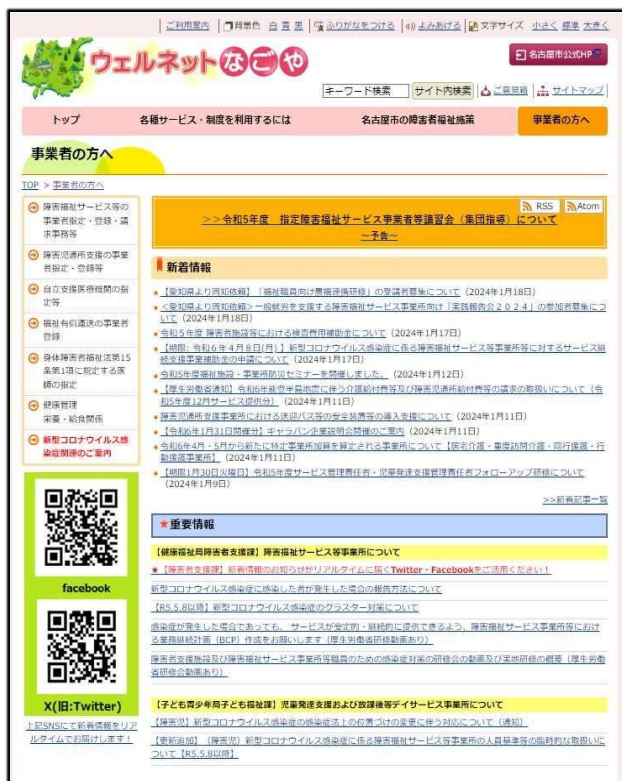 ご利用案内 背景色 白 青 黒 ふりがなをつける よみあげる 文字サイズ 小さく 標準 大きく
ウェルネットなごや
名古屋市公式HP
キーワード検索 サイト内検索 ご意見箱 サイトマップ
トップ 各種サービス・制度を利用するには 名古屋市の障害者福祉施策 事業者の方へ
事業者の方へ
TOP > 事業者の方へ
障害福祉サービス等の
事業者指定・登録・請
求事務等
障害児通所支援の事業
者指定・登録等
自立支援医療機関の指
定等
福祉有償運送の事業者
登録
身体障害者福祉法第15
条第1項に規定する医
師の指定
健康管理
栄養・給食関係
新型コロナウイルス感
染症関連のご案内
facebook
X(旧:Twitter)
上記SNSにて新着情報をリア
ルタイムでお届けします！
RSS Atom
>>令和5年度 指定障害福祉サービス事業者等講習会（集団指導）について
～予告～
新着情報
【愛知県より周知依頼】「福祉職員向け農福連携研修」の受講者募集について（2024年1月18日）
＜愛知県より周知依頼＞一般就労を支援する障害福祉サービス事業所向け「実践報告会２０２４」の参加者募集につ
いて（2024年1月18日）
令和５年度 障害者施設等における検査費用補助金について（2024年1月17日）
【期限: 令和６年４月８日(月)】新型コロナウイルス感染症に係る障害福祉サービス等事業所等に対するサービス継
続支援事業補助金の申請について（2024年1月17日）
令和5年度福祉施設・事業所防災セミナーを開催しました。（2024年1月12日）
【厚生労働省通知】令和6年能登半島地震に伴う介護給付費等及び障害児通所給付費等の請求の取扱いについて（令
和5年度12月サービス提供分）（2024年1月11日）
障害児通所支援事業所における送迎バス等の安全装置等の導入支援について（2024年1月11日）
【令和6年1月31日開催分】キャラバン企業説明会開催のご案内（2024年1月11日）
令和6年4月・5月から新たに特定事業所加算を算定される事業所について【居宅介護・重度訪問介護・同行援護・行
動援護事業所】（2024年1月11日）
【期限1月30日火曜日】令和5年度サービス管理責任者・児童発達支援管理責任者フォローアップ研修について
（2024年1月9日）
>>新着記事一覧
★重要情報
【健康福祉局障害者支援課】障害福祉サービス等事業所について
★【障害者支援課】新着情報のお知らせがリアルタイムに届くTwitter・Facebookをご活用ください！
新型コロナウイルス感染症に感染した者が発生した場合の報告方法について
【R5.5.8以降】新型コロナウイルス感染症のクラスター対策について
感染症が発生した場合であっても、サービスが安定的・継続的に提供できるよう、障害福祉サービス事業所等におけ
る業務継続計画（BCP）作成をお願いします（厚生労働省研修動画あり）
障害者支援施設及び障害福祉サービス事業所等職員のための感染症対策の研修会の動画及び実地研修の概要（厚生労働
省研修会動画あり）
【子ども青少年局子ども福祉課】児童発達支援および放課後等デイサービス事業所について
【障害児】新型コロナウイルス感染症の感染症法上の位置づけの変更に伴う対応について（通知）
【更新追加】（障害児）新型コロナウイルス感染症に係る障害福祉サービス等事業所の人員基準等の臨時的な取扱いに
ついて【R5.5.8以降】